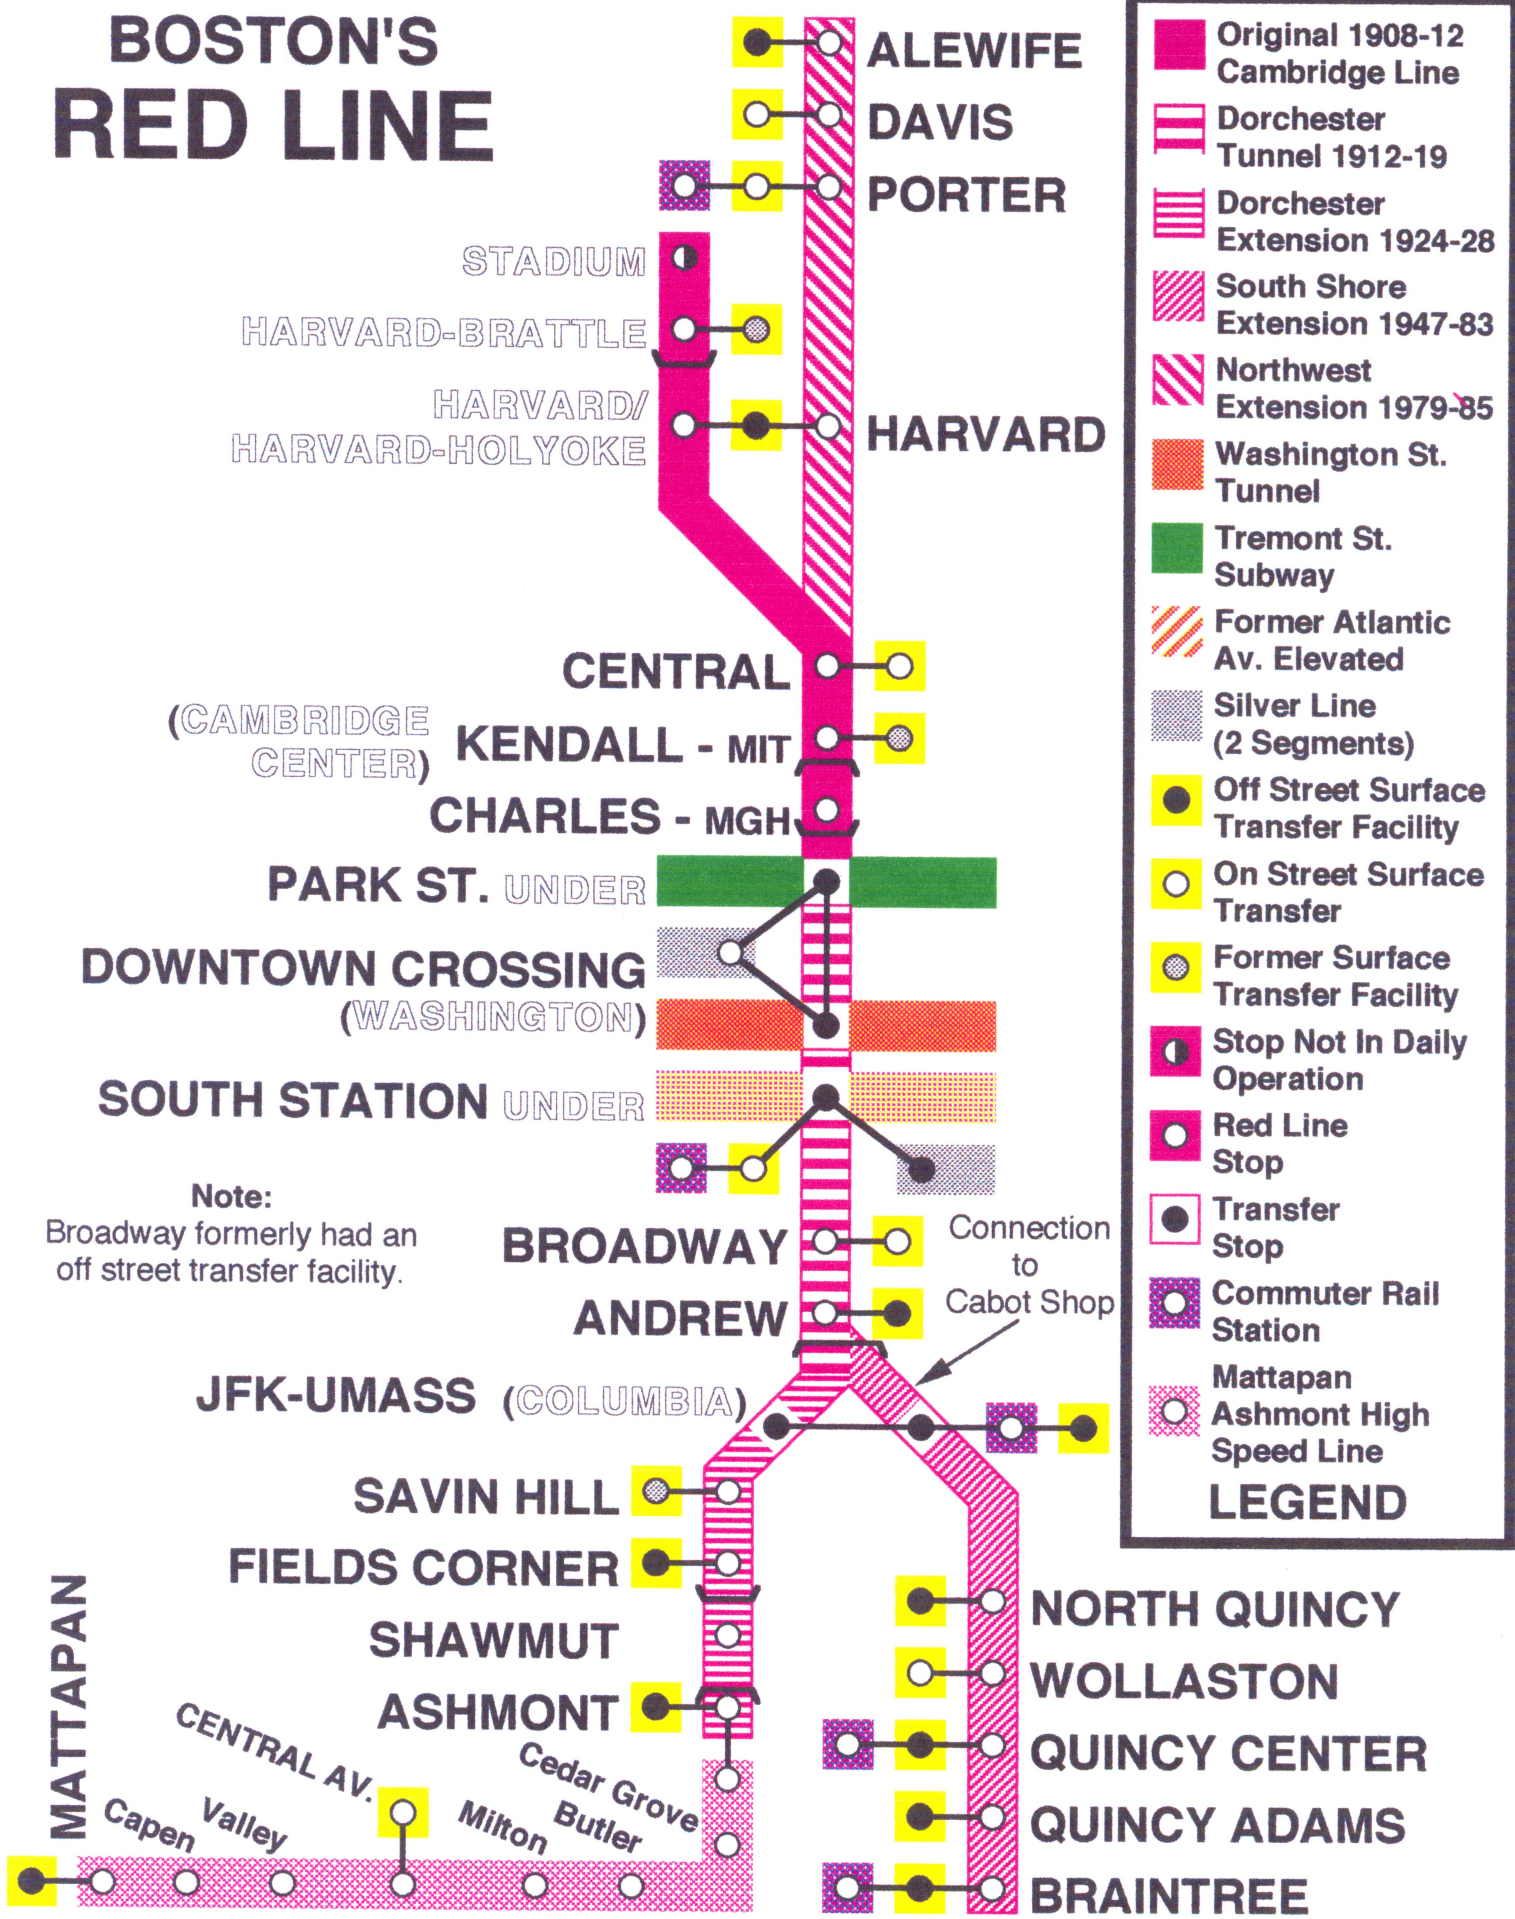 BOSTON'S
RED LINE
ALEWIFE
DAVIS
PORTER
STADIUM
HARVARD-BRATTLE
HARVARD/
HARVARD-HOLYOKE
HARVARD
CENTRAL
(CAMBRIDGE
CENTER)
KENDALL - MIT
CHARLES - MGH
PARK ST. UNDER
DOWNTOWN CROSSING
(WASHINGTON)
SOUTH STATION UNDER
Note:
Broadway formerly had an
off street transfer facility.
BROADWAY
ANDREW
Connection
to
Cabot Shop
JFK-UMASS (COLUMBIA)
SAVIN HILL
FIELDS CORNER
SHAWMUT
ASHMONT
Cedar Grove
Butler
Milton
CENTRAL AV.
Valley
Capen
MATTAPAN
NORTH QUINCY
WOLLASTON
QUINCY CENTER
QUINCY ADAMS
BRAINTREE
Original 1908-12
Cambridge Line
Dorchester
Tunnel 1912-19
Dorchester
Extension 1924-28
South Shore
Extension 1947-83
Northwest
Extension 1979-85
Washington St.
Tunnel
Tremont St.
Subway
Former Atlantic
Av. Elevated
Silver Line
(2 Segments)
Off Street Surface
Transfer Facility
On Street Surface
Transfer
Former Surface
Transfer Facility
Stop Not In Daily
Operation
Red Line
Stop
Transfer
Stop
Commuter Rail
Station
Mattapan
Ashmont High
Speed Line
LEGEND